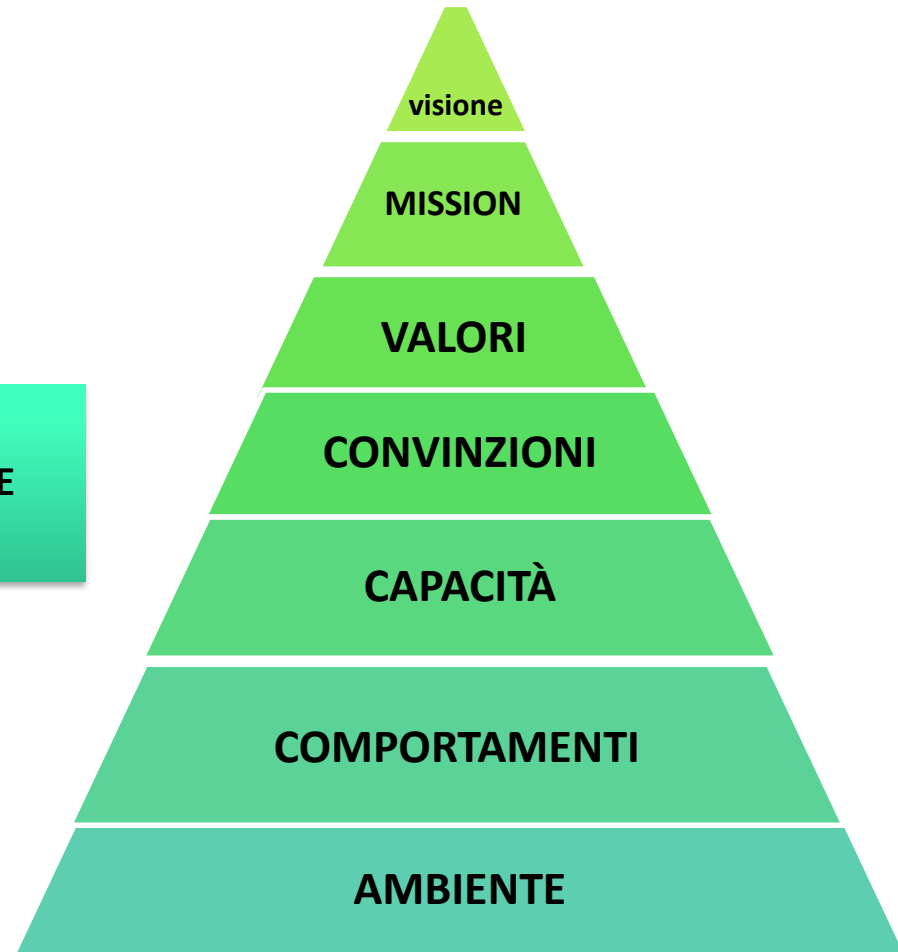 visione
MISSION
VALORI
CONVINZIONI
E
CAPACITÀ
COMPORTAMENTI
AMBIENTE